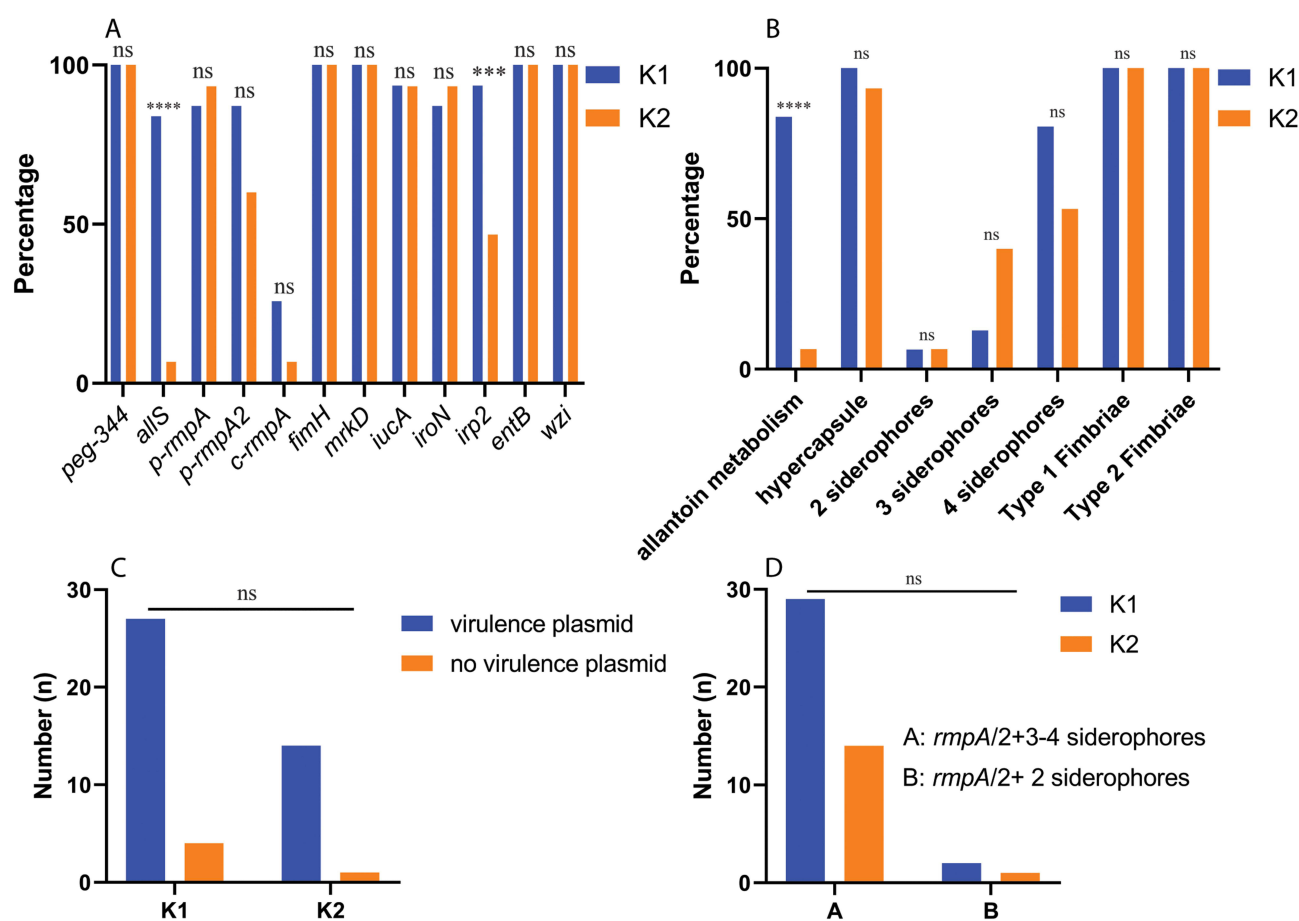 A
ns
****
ns
ns
ns
ns
ns
ns
ns
***
ns
ns
K1
K2
Percentage
100
50
0
peg-344
allS
p-rmpA
p-rmpA2
c-rmpA
fimH
mrkD
iucA
iroN
irp2
entB
wzi
B
****
ns
ns
ns
ns
ns
ns
K1
K2
Percentage
100
50
0
allantoin metabolism
hypercapsule
2 siderophores
3 siderophores
4 siderophores
Type 1 Fimbriae
Type 2 Fimbriae
C
ns
virulence plasmid
no virulence plasmid
Number (n)
30
20
10
0
K1
K2
D
ns
K1
K2
A: rmpA/2+3-4 siderophores
B: rmpA/2+ 2 siderophores
Number (n)
30
20
10
0
A
B